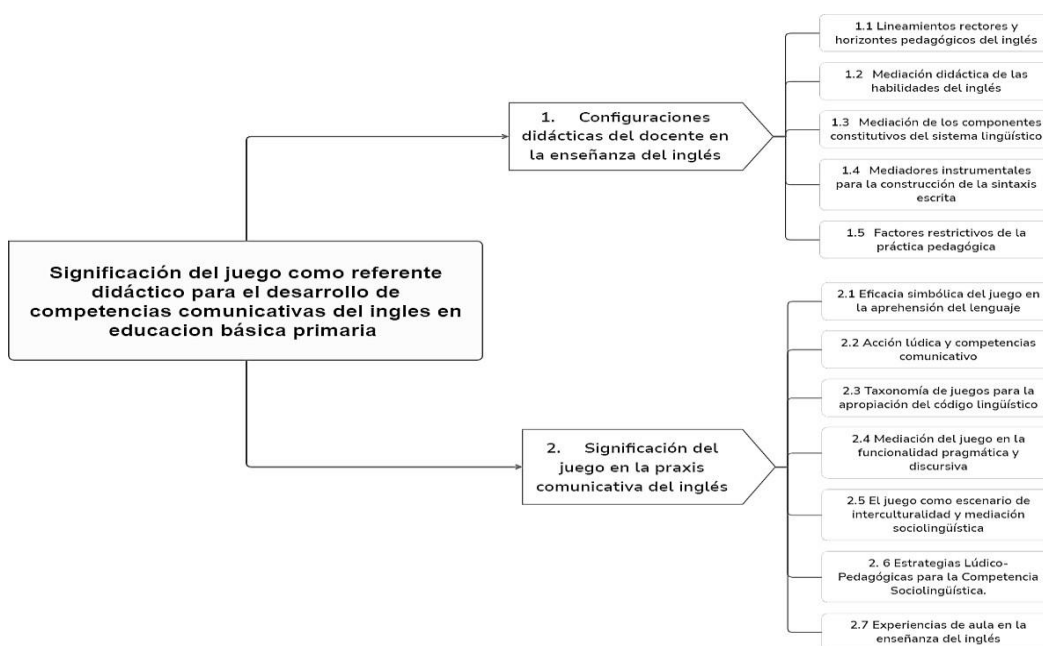 Significación del juego como referente
didáctico para el desarrollo de
competencias comunicativas del ingles en
educacion básica primaria
1. Configuraciones
didácticas del docente en
la enseñanza del inglés
1.1 Lineamientos rectores y
horizontes pedagógicos del inglés
1.2 Mediación didáctica de las
habilidades del inglés
1.3 Mediación de los componentes
constitutivos del sistema lingüístico
1.4 Mediadores instrumentales
para la construcción de la sintaxis
escrita
1.5 Factores restrictivos de la
práctica pedagógica
2. Significación del
juego en la praxis
comunicativa del inglés
2.1 Eficacia simbólica del juego en
la aprehensión del lenguaje
2.2 Acción lúdica y competencias
comunicativo
2.3 Taxonomía de juegos para la
apropiación del código lingüístico
2.4 Mediación del juego en la
funcionalidad pragmática y
discursiva
2.5 El juego como escenario de
interculturalidad y mediación
sociolingüística
2. 6 Estrategias Lúdico-
Pedagógicas para la Competencia
Sociolingüística.
2.7 Experiencias de aula en la
enseñanza del inglés